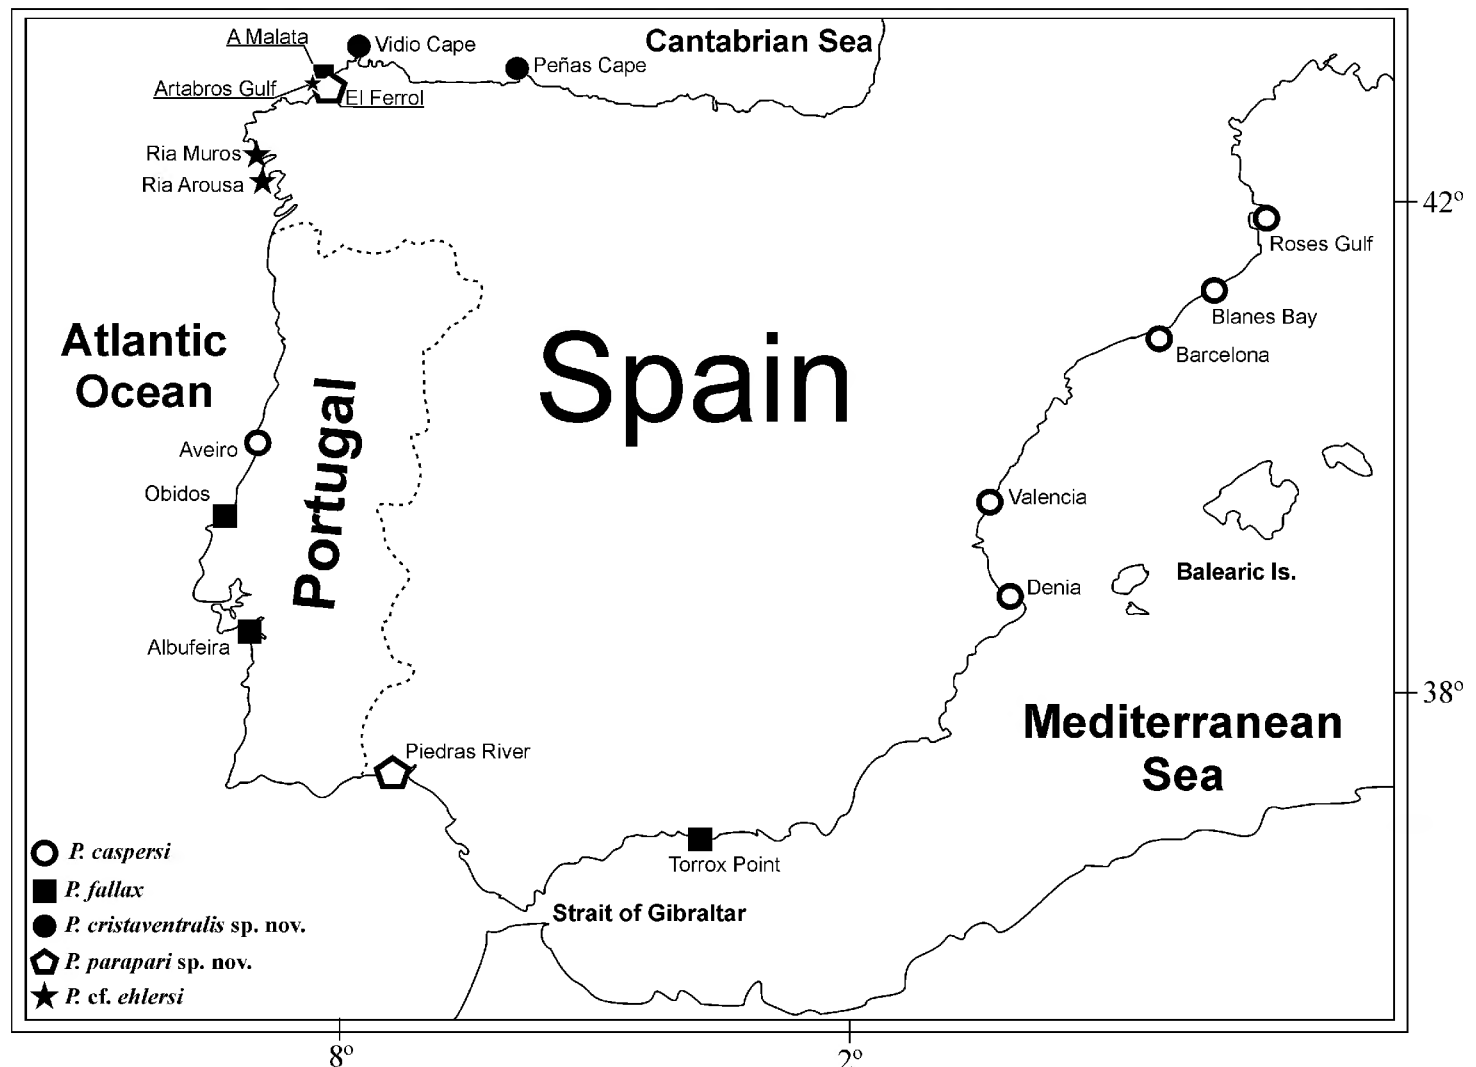 A Malata
Vidio Cape
Cantabrian Sea
Peñas Cape
Artabros Gulf
El Ferrol
Ria Muros
Ria Arousa
42º
Roses Gulf
Blanes Bay
Barcelona
Atlantic
Ocean
Spain
Portugal
Aveiro
Obidos
Valencia
Balearic Is.
Denia
Albufeira
38º
Mediterranean
Sea
Piedras River
Torrox Point
Strait of Gibraltar
P. caspersi
P. fallax
P. cristaventralis sp. nov.
P. parapari sp. nov.
P. cf. ehlersi
8º
2º